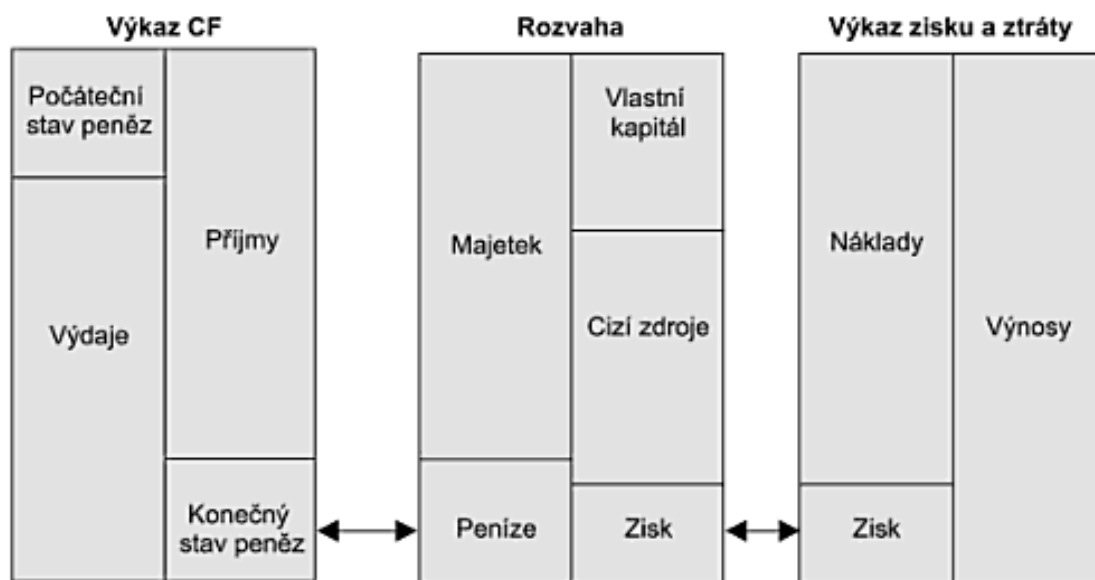 Výkaz CF
Rozvaha
Výkaz zisku a ztráty
Počáteční
stav peněz
Výdaje
Příjmy
Konečný
stav peněz
Majetek
Peníze
Vlastní
kapitál
Cizí zdroje
Zisk
Náklady
Zisk
Výnosy